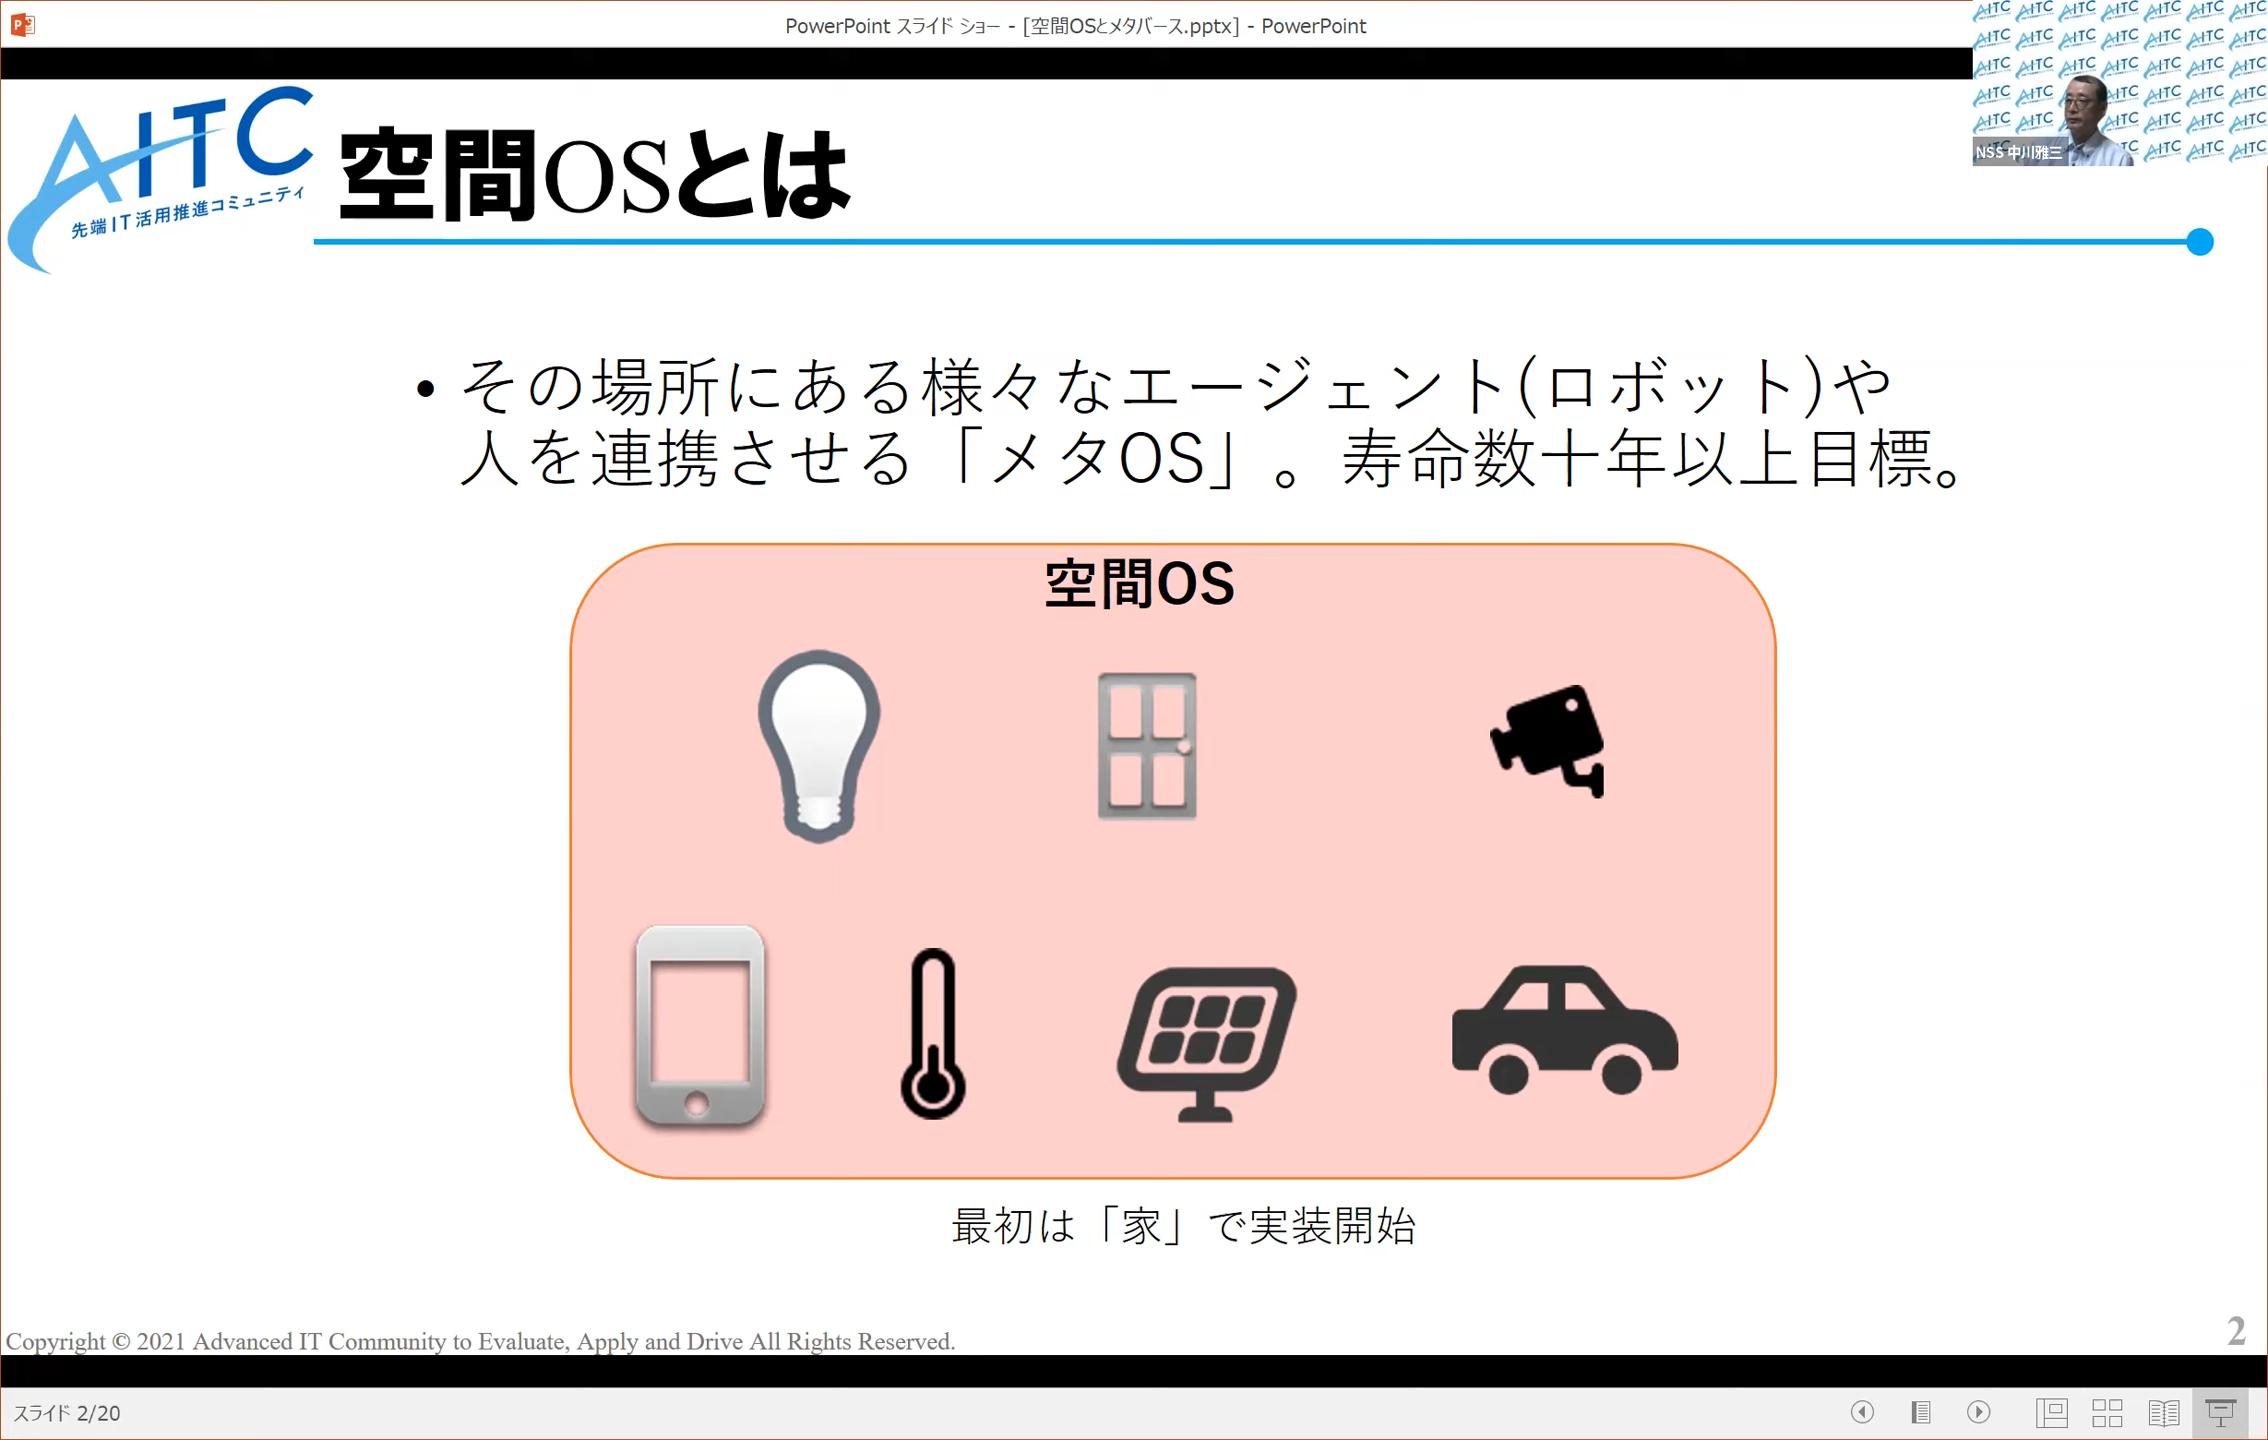 PowerPoint スライド ショー - [空間OSとメタバース.pptx] - PowerPoint
NSS 中川雅三
AITC
先端IT活用推進コミュニティ
空間OSとは
• その場所にある様々なエージェント(ロボット)や
人を連携させる「メタOS」。寿命数十年以上目標。
空間OS
最初は「家」で実装開始
Copyright © 2021 Advanced IT Community to Evaluate, Apply and Drive All Rights Reserved.
2
スライド 2/20